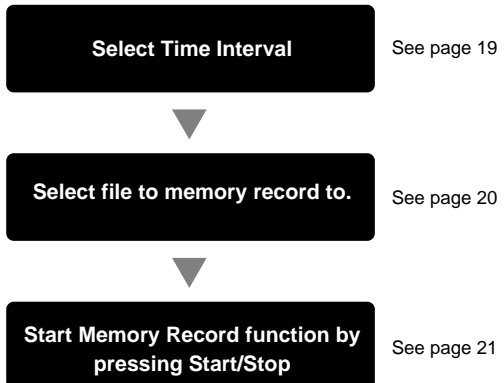 Select Time Interval
See page 19
Select file to memory record to.
See page 20
Start Memory Record function by
pressing Start/Stop
See page 21